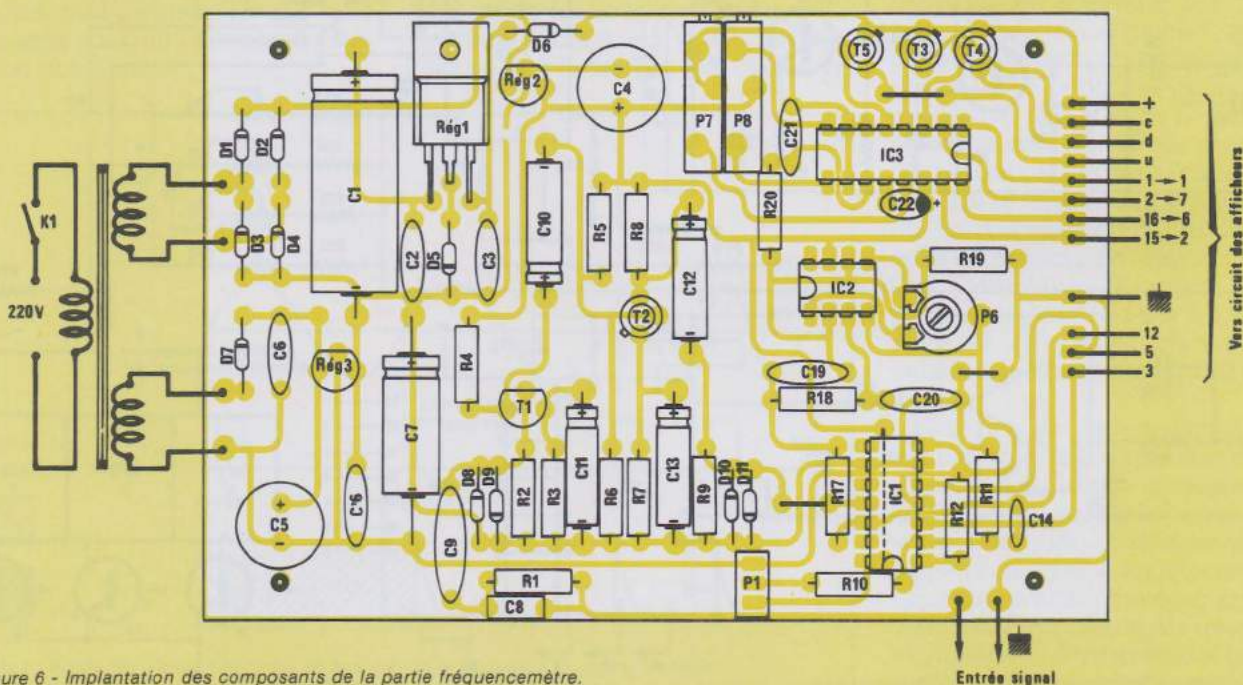 D6
Rég2
C4
P7
P8
C21
T5
T3
T4
Rég1
IC3
+
c
d
u
1→1
2→7
16→6
15→2
D1
D2
C1
K1
D3
D4
C2
D5
C3
C10
R5
R8
C12
R20
C22
+
R19
IC2
P6
220V
12
5
3
Vers circuit des afficheurs
D7
C6
Rég3
R4
T2
C7
T1
C19
R18
C20
C11
C13
D8
D9
R2
R3
R6
R7
R9
D10
D11
R17
IC1
R12
R11
C14
C5
C16
C9
R1
C8
P1
R10
Entrée signal
ure 6 - Implantation des composants de la partie fréquencemètre.